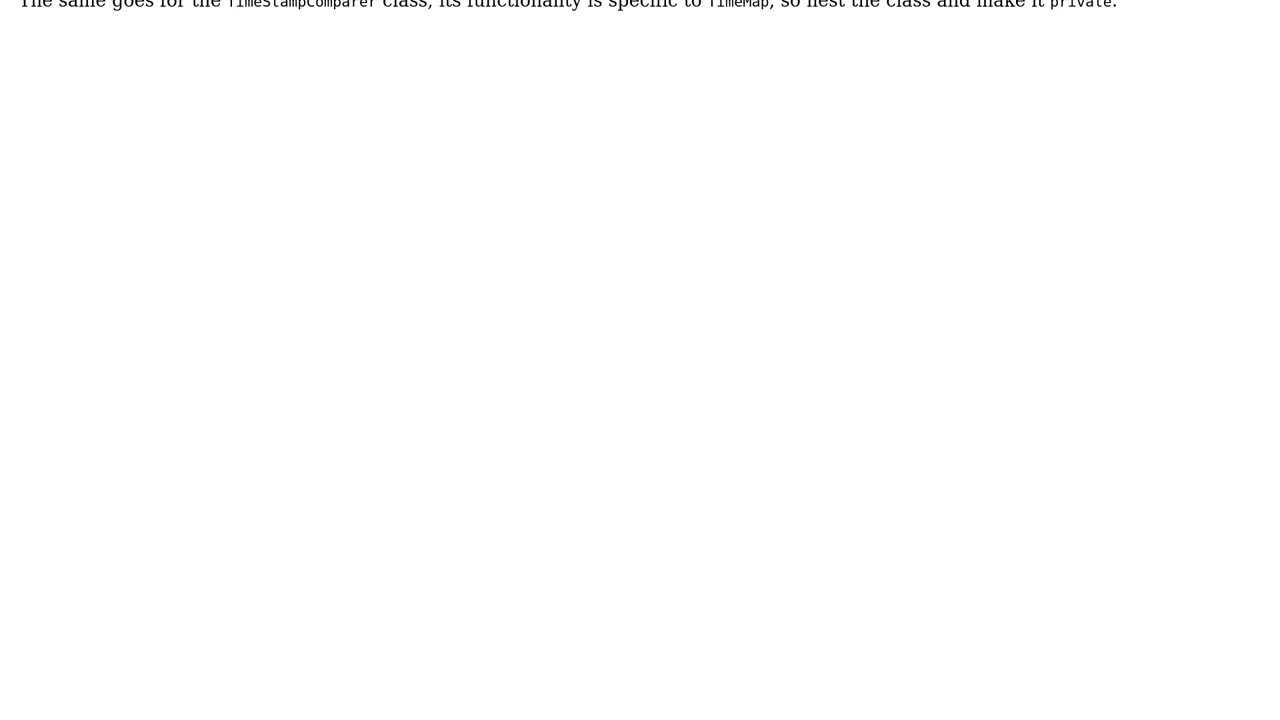 The same goes for the TimeStampComparer class, its functionality is specific to TimeMap, so nest the class and make it private.